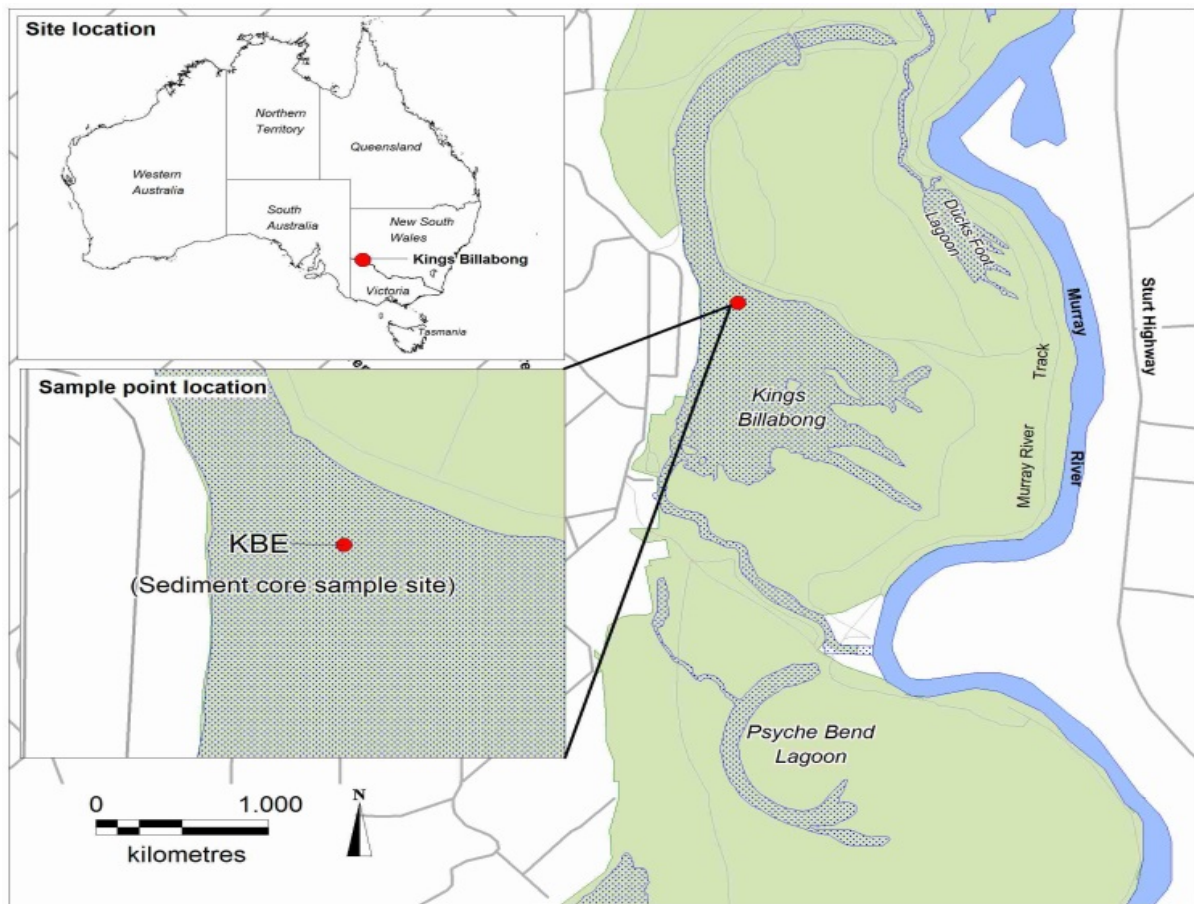 Site location
Northern
Territory
Queensland
Western
Australia
South
Australia
New South
Wales
Kings Billabong
Victoria
Tasmania
Sample point location
KBE
(Sediment core sample site)
0
1.000
kilometres
N
Ducks Foot
Lagoon
Murray
River
Sturt Highway
Murray River
Track
Kings
Billabong
Psyche Bend
Lagoon